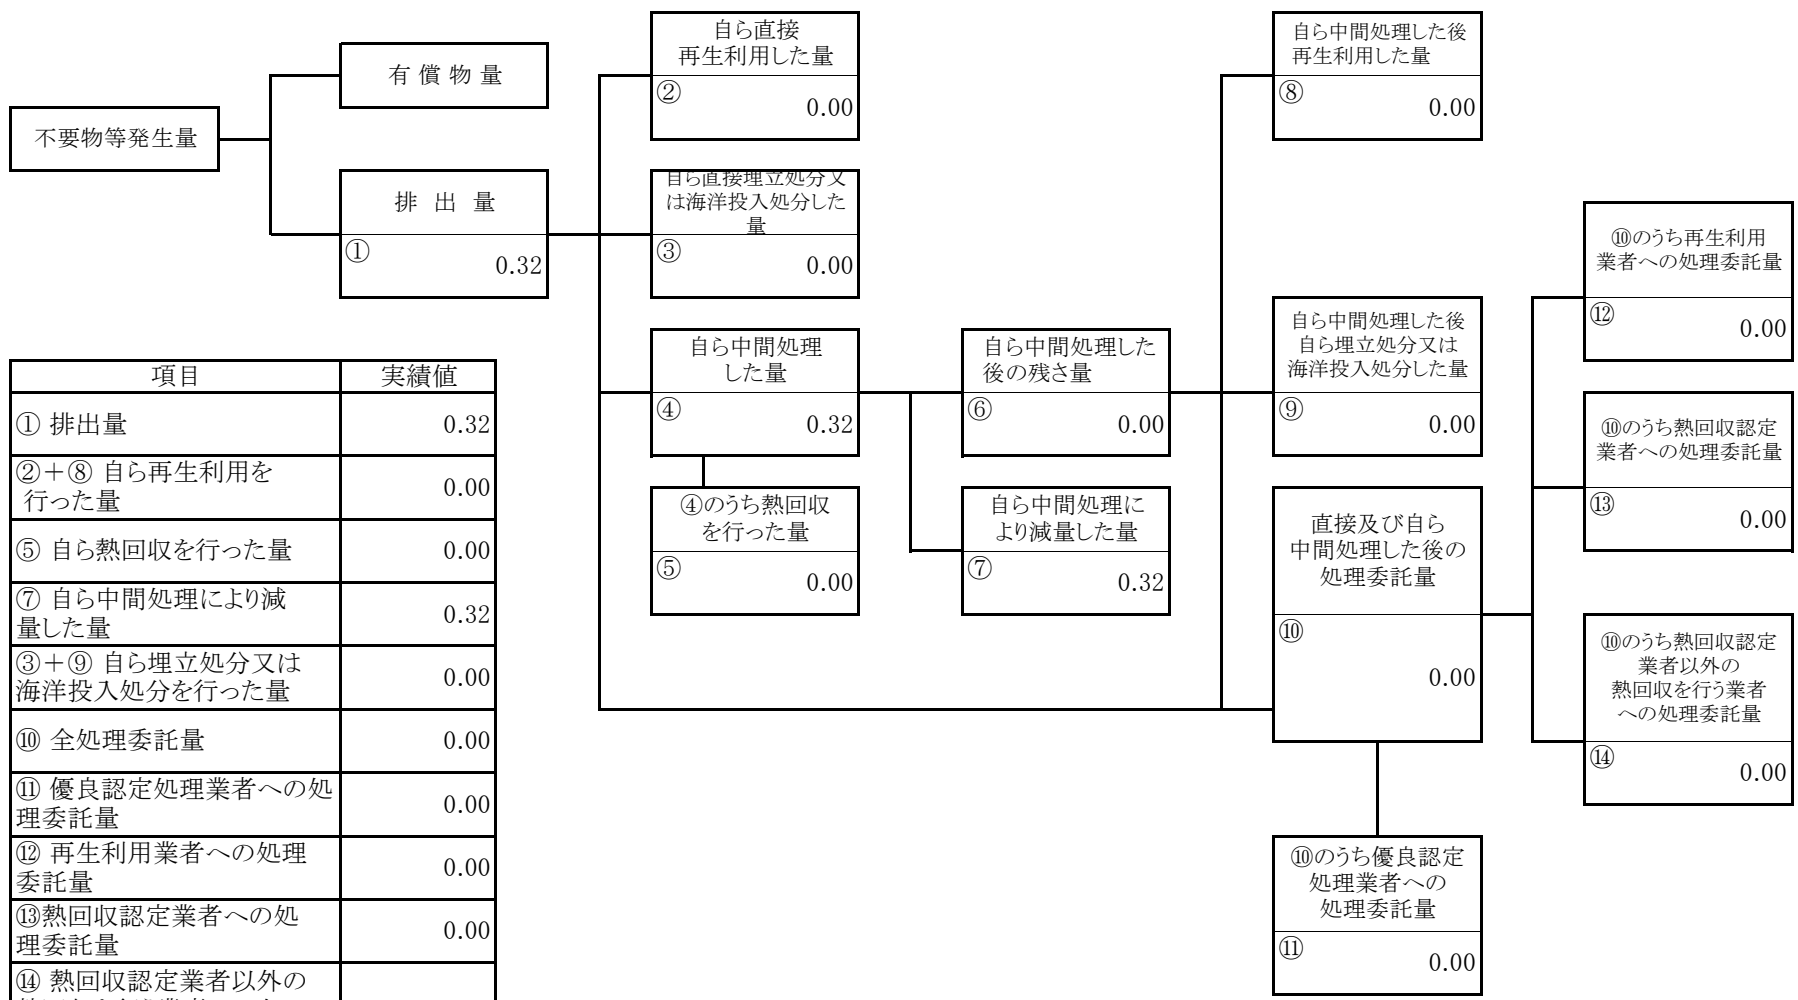 不要物等発生量
有 償 物 量
排 出 量
①
0.32
自ら直接
再生利用した量
②
0.00
自ら直接埋立処分又
は海洋投入処分した
量
③
0.00
自ら中間処理
した量
④
0.32
④のうち熱回収
を行った量
⑤
0.00
自ら中間処理した
後の残さ量
⑥
0.00
自ら中間処理に
より減量した量
⑦
0.32
自ら中間処理した後
再生利用した量
⑧
0.00
自ら中間処理した後
自ら埋立処分又は
海洋投入処分した量
⑨
0.00
直接及び自ら
中間処理した後の
処理委託量
⑩
0.00
⑩のうち優良認定
処理業者への
処理委託量
⑪
0.00
⑩のうち再生利用
業者への処理委託量
⑫
0.00
⑩のうち熱回収認定
業者への処理委託量
⑬
0.00
⑩のうち熱回収認定
業者以外の
熱回収を行う業者
への処理委託量
⑭
0.00
項目 実績値
① 排出量 0.32
②＋⑧ 自ら再生利用を
行った量 0.00
⑤ 自ら熱回収を行った量 0.00
⑦ 自ら中間処理により減
量した量 0.32
③＋⑨ 自ら埋立処分又は
海洋投入処分を行った量 0.00
⑩ 全処理委託量 0.00
⑪ 優良認定処理業者への処
理委託量 0.00
⑫ 再生利用業者への処理
委託量 0.00
⑬熱回収認定業者への処
理委託量 0.00
⑭ 熱回収認定業者以外の